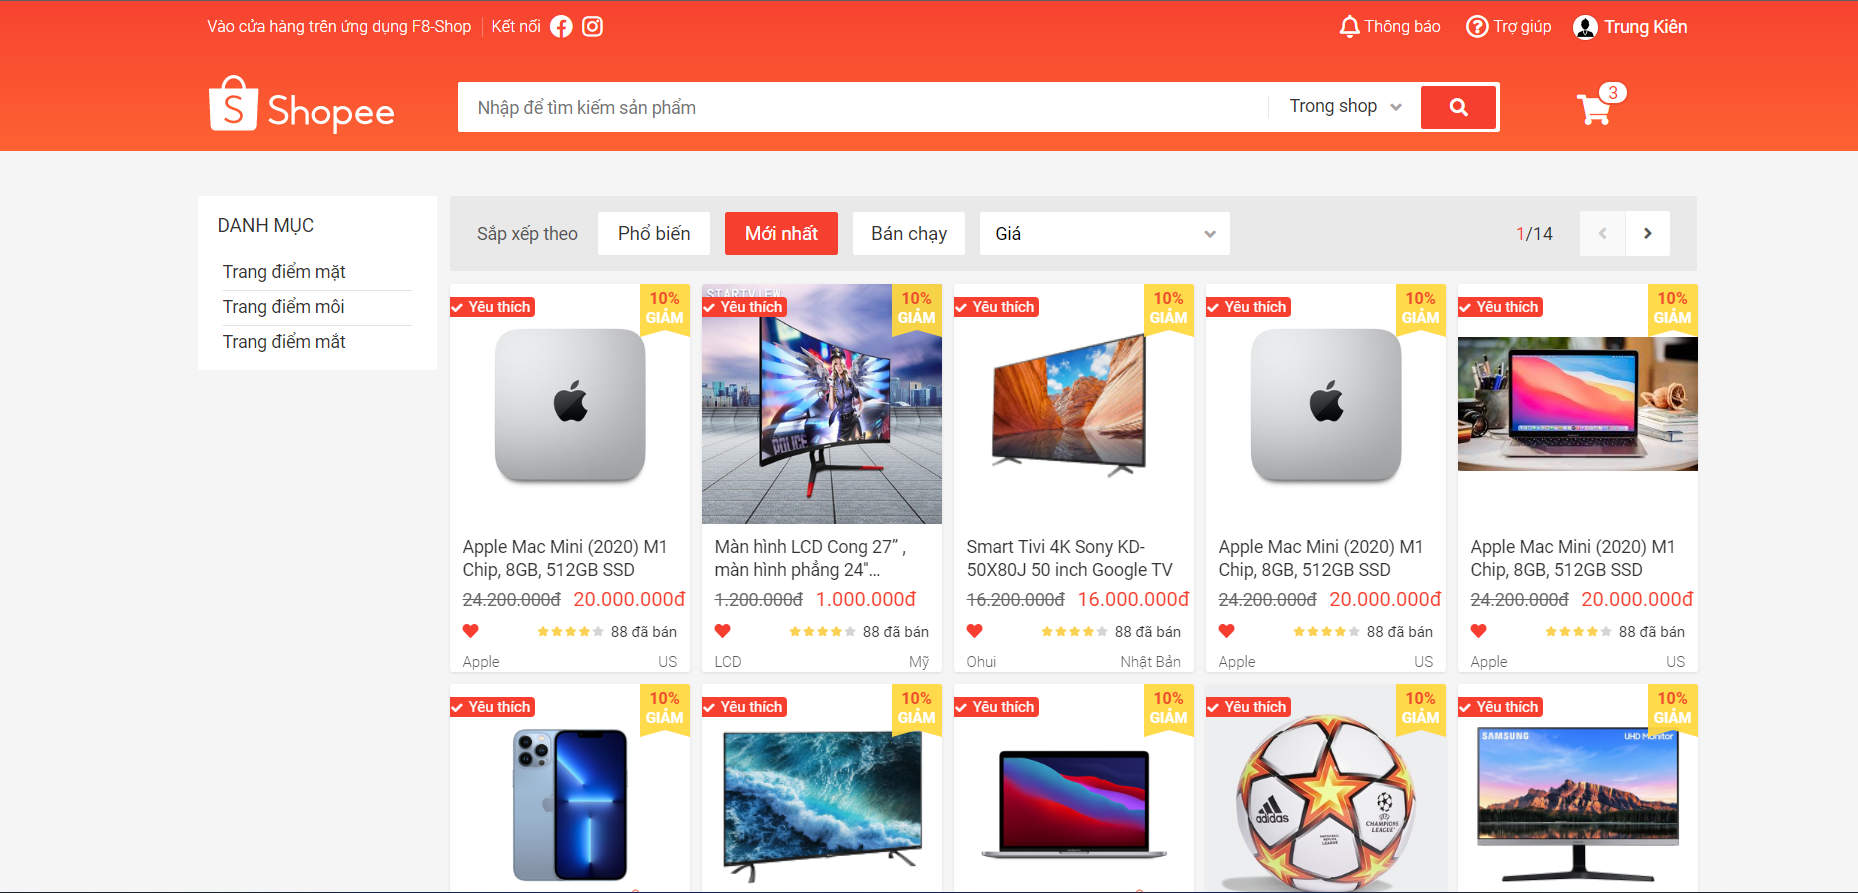 Vào cửa hàng trên ứng dụng F8-Shop
Kết nối
Thông báo
Trợ giúp
Trung Kiên
S Shopee
Nhập để tìm kiếm sản phẩm
Trong shop
3
DANH MỤC
Trang điểm mặt
Trang điểm môi
Trang điểm mắt
Sắp xếp theo
Phổ biến
Mới nhất
Bán chạy
Giá
1/14
Yêu thích
10%
GIẢM
Apple Mac Mini (2020) M1
Chip, 8GB, 512GB SSD
24.200.000đ 20.000.000đ
88 đã bán
Apple US
STARTVIEW
Yêu thích
10%
GIẢM
POLICE
Màn hình LCD Cong 27” ,
màn hình phẳng 24"...
1.200.000đ 1.000.000đ
88 đã bán
LCD Mỹ
Yêu thích
10%
GIẢM
Smart Tivi 4K Sony KD-
50X80J 50 inch Google TV
16.200.000đ 16.000.000đ
88 đã bán
Ohui Nhật Bản
Yêu thích
10%
GIẢM
Apple Mac Mini (2020) M1
Chip, 8GB, 512GB SSD
24.200.000đ 20.000.000đ
88 đã bán
Apple US
Yêu thích
10%
GIẢM
Apple Mac Mini (2020) M1
Chip, 8GB, 512GB SSD
24.200.000đ 20.000.000đ
88 đã bán
Apple US
Yêu thích
10%
GIẢM
Yêu thích
10%
GIẢM
Yêu thích
10%
GIẢM
Yêu thích
10%
GIẢM
adidas
CHAMPIONS
LEAGUE
Yêu thích
10%
GIẢM
SAMSUNG
UHD Monitor